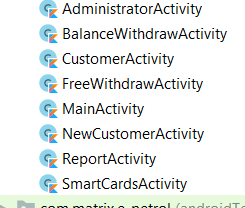 AdministratorActivity
BalanceWithdrawActivity
CustomerActivity
FreeWithdrawActivity
MainActivity
NewCustomerActivity
ReportActivity
SmartCardsActivity